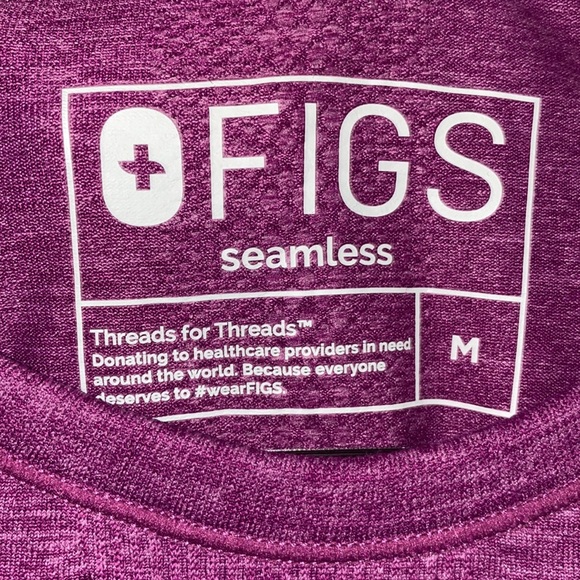 FIGS
seamless
Threads for Threads™
Donating to healthcare providers in need
around the world. Because everyone
deserves to #wearFIGS.
M